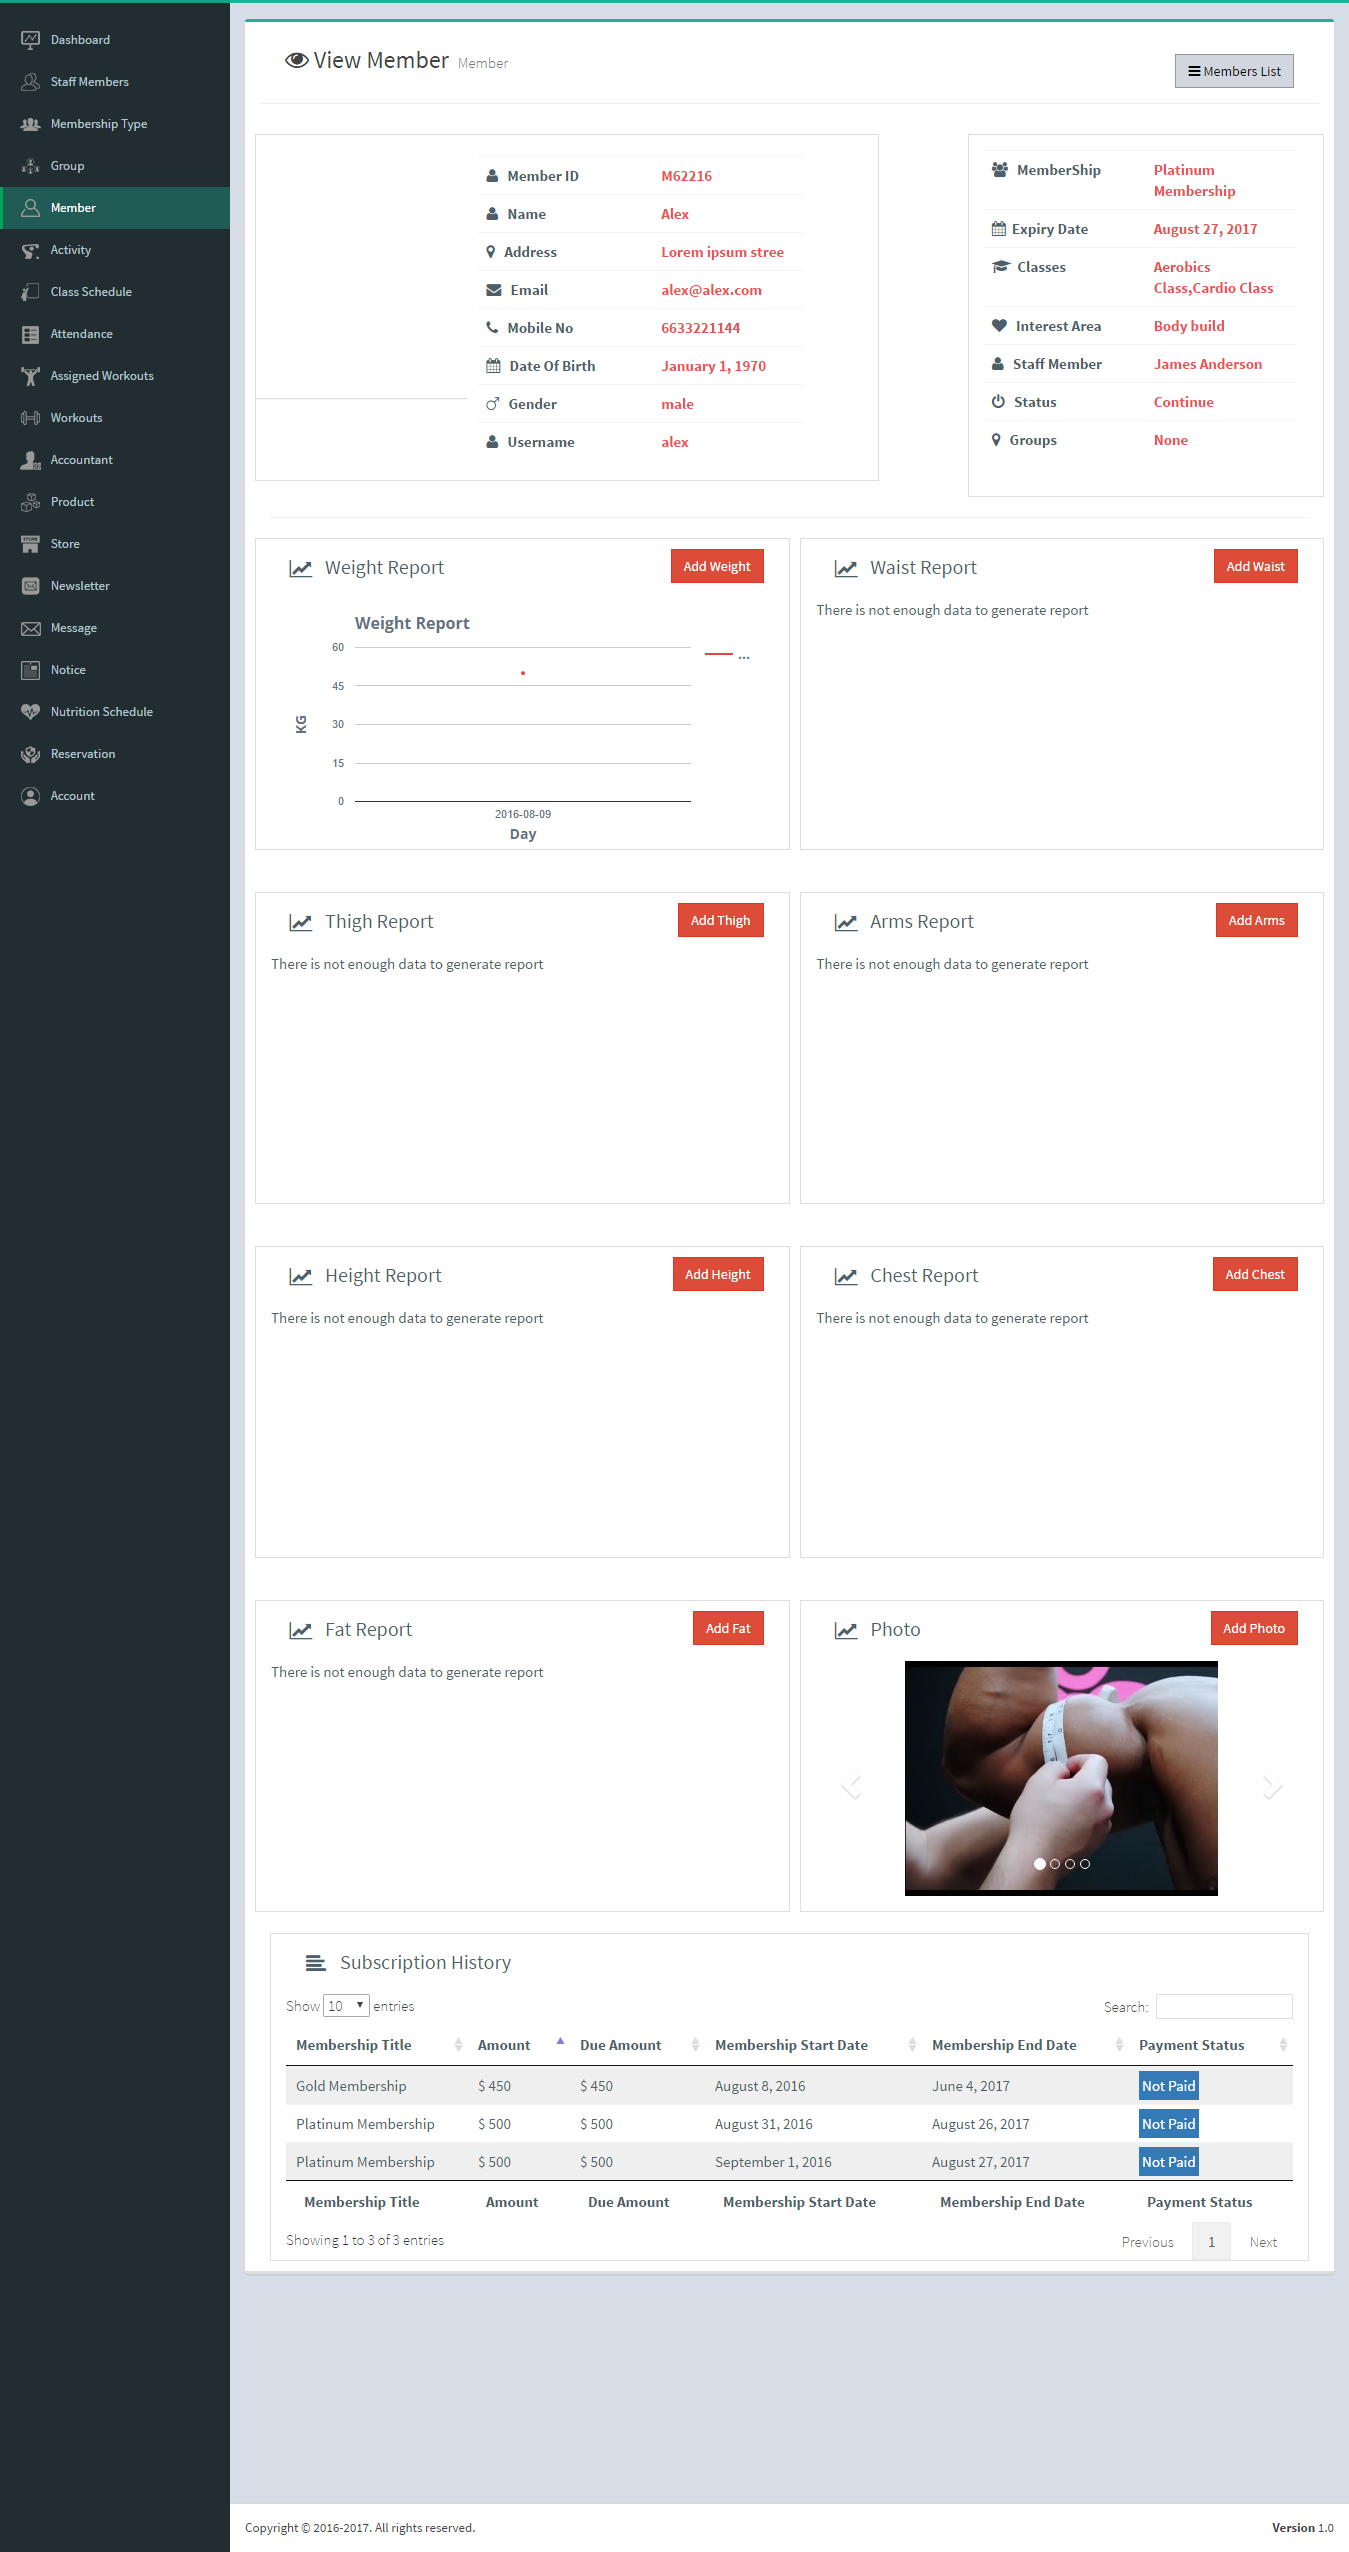 Dashboard
Staff Members
Membership Type
Group
Member
Activity
Class Schedule
Attendance
Assigned Workouts
Workouts
Accountant
Product
Store
Newsletter
Message
Notice
Nutrition Schedule
Reservation
Account
View Member Member
Members List
Member ID M62216
Name Alex
Address Lorem ipsum stree
Email alex@alex.com
Mobile No 6633221144
Date Of Birth January 1, 1970
Gender male
Username alex
MemberShip Platinum
Membership
Expiry Date August 27, 2017
Classes Aerobics
Class,Cardio Class
Interest Area Body build
Staff Member James Anderson
Status Continue
Groups None
Weight Report Add Weight
Weight Report
60
...
45
30
KG
15
0
2016-08-09
Day
Waist Report Add Waist
There is not enough data to generate report
Thigh Report Add Thigh
There is not enough data to generate report
Arms Report Add Arms
There is not enough data to generate report
Height Report Add Height
There is not enough data to generate report
Chest Report Add Chest
There is not enough data to generate report
Fat Report Add Fat
There is not enough data to generate report
Photo Add Photo
Subscription History
Show 10 entries Search:
Membership Title Amount Due Amount Membership Start Date Membership End Date Payment Status
Gold Membership $ 450 $ 450 August 8, 2016 June 4, 2017 Not Paid
Platinum Membership $ 500 $ 500 August 31, 2016 August 26, 2017 Not Paid
Platinum Membership $ 500 $ 500 September 1, 2016 August 27, 2017 Not Paid
Membership Title Amount Due Amount Membership Start Date Membership End Date Payment Status
Showing 1 to 3 of 3 entries Previous 1 Next
Copyright © 2016-2017. All rights reserved. Version 1.0